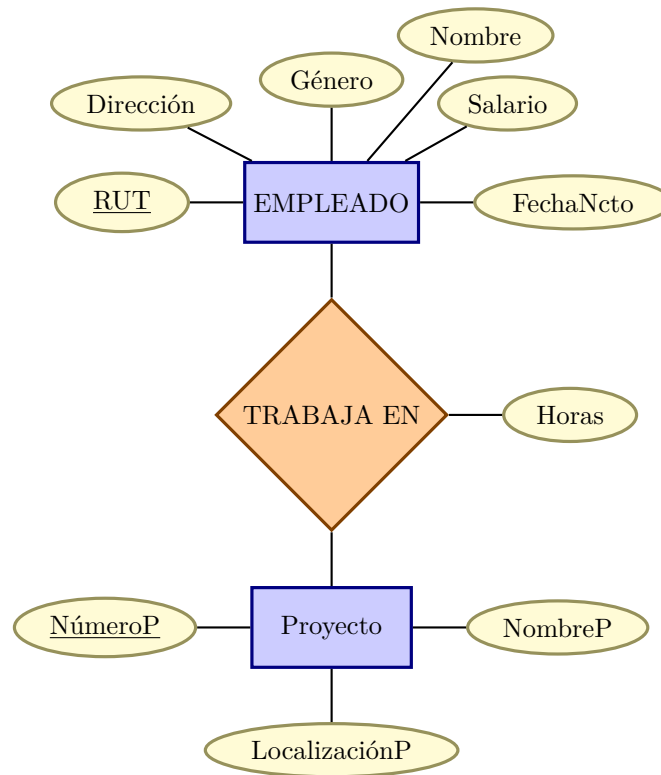 Nombre
Género
Dirección
Salario
RUT
EMPLEADO
FechaNcto
TRABAJA EN
Horas
NúmeroP
Proyecto
NombreP
LocalizaciónP